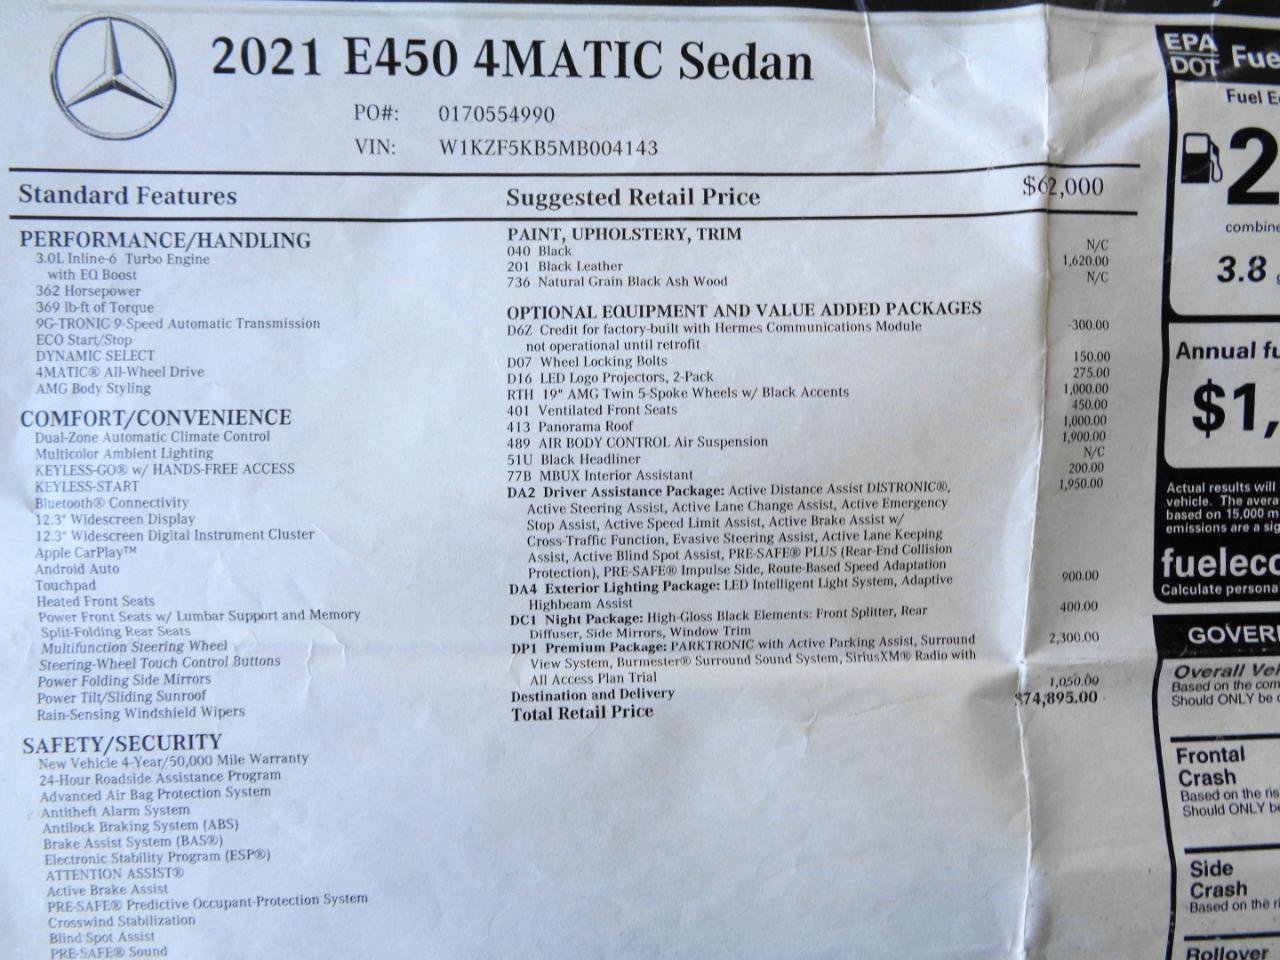 2021 E450 4MATIC Sedan
PO#: 0170554990
VIN: W1KZF5KB5MB004143
Standard Features
PERFORMANCE/HANDLING
3.0L Inline-6 Turbo Engine
with EQ Boost
362 Horsepower
369 lb-ft of Torque
9G-TRONIC 9-Speed Automatic Transmission
ECO Start/Stop
DYNAMIC SELECT
4MATIC® All-Wheel Drive
AMG Body Styling
COMFORT/CONVENIENCE
Dual-Zone Automatic Climate Control
Multicolor Ambient Lighting
KEYLESS-GO® w/ HANDS-FREE ACCESS
KEYLESS-START
Bluetooth® Connectivity
12.3" Widescreen Display
12.3" Widescreen Digital Instrument Cluster
Apple CarPlay™
Android Auto
Touchpad
Heated Front Seats
Power Front Seats w/ Lumbar Support and Memory
Split-Folding Rear Seats
Multifunction Steering Wheel
Steering-Wheel Touch Control Buttons
Power Folding Side Mirrors
Power Tilt/Sliding Sunroof
Rain-Sensing Windshield Wipers
SAFETY/SECURITY
New Vehicle 4-Year/50,000 Mile Warranty
24-Hour Roadside Assistance Program
Advanced Air Bag Protection System
Antitheft Alarm System
Antilock Braking System (ABS)
Brake Assist System (BAS®)
Electronic Stability Program (ESP®)
ATTENTION ASSIST®
Active Brake Assist
PRE-SAFE® Predictive Occupant-Protection System
Crosswind Stabilization
Blind Spot Assist
PRE-SAFE® Sound
Suggested Retail Price $62,000
PAINT, UPHOLSTERY, TRIM
040 Black N/C
201 Black Leather 1,620.00
736 Natural Grain Black Ash Wood N/C
OPTIONAL EQUIPMENT AND VALUE ADDED PACKAGES
D6Z Credit for factory-built with Hermes Communications Module -300.00
not operational until retrofit
D07 Wheel Locking Bolts 150.00
D16 LED Logo Projectors, 2-Pack 275.00
RTH 19" AMG Twin 5-Spoke Wheels w/ Black Accents 1,000.00
401 Ventilated Front Seats 450.00
413 Panorama Roof 1,000.00
489 AIR BODY CONTROL Air Suspension 1,900.00
51U Black Headliner N/C
77B MBUX Interior Assistant 200.00
DA2 Driver Assistance Package: Active Distance Assist DISTRONIC®, 1,950.00
Active Steering Assist, Active Lane Change Assist, Active Emergency
Stop Assist, Active Speed Limit Assist, Active Brake Assist w/
Cross-Traffic Function, Evasive Steering Assist, Active Lane Keeping
Assist, Active Blind Spot Assist, PRE-SAFE® PLUS (Rear-End Collision
Protection), PRE-SAFE® Impulse Side, Route-Based Speed Adaptation
DA4 Exterior Lighting Package: LED Intelligent Light System, Adaptive 900.00
Highbeam Assist
DC1 Night Package: High-Gloss Black Elements: Front Splitter, Rear 400.00
Diffuser, Side Mirrors, Window Trim
DP1 Premium Package: PARKTRONIC with Active Parking Assist, Surround 2,300.00
View System, Burmester® Surround Sound System, SiriusXM® Radio with
All Access Plan Trial
Destination and Delivery 1,050.00
Total Retail Price $74,895.00
EPA
DOT
Fue
Fuel E
2
combine
3.8
Annual fu
$1,
Actual results will
vehicle. The avera
based on 15,000 m
emissions are a sig
fueleco
Calculate persona
GOVER
Overall Veh
Based on the com
Should ONLY be c
Frontal
Crash
Based on the ris
Should ONLY be
Side
Crash
Based on the ri
Rollover